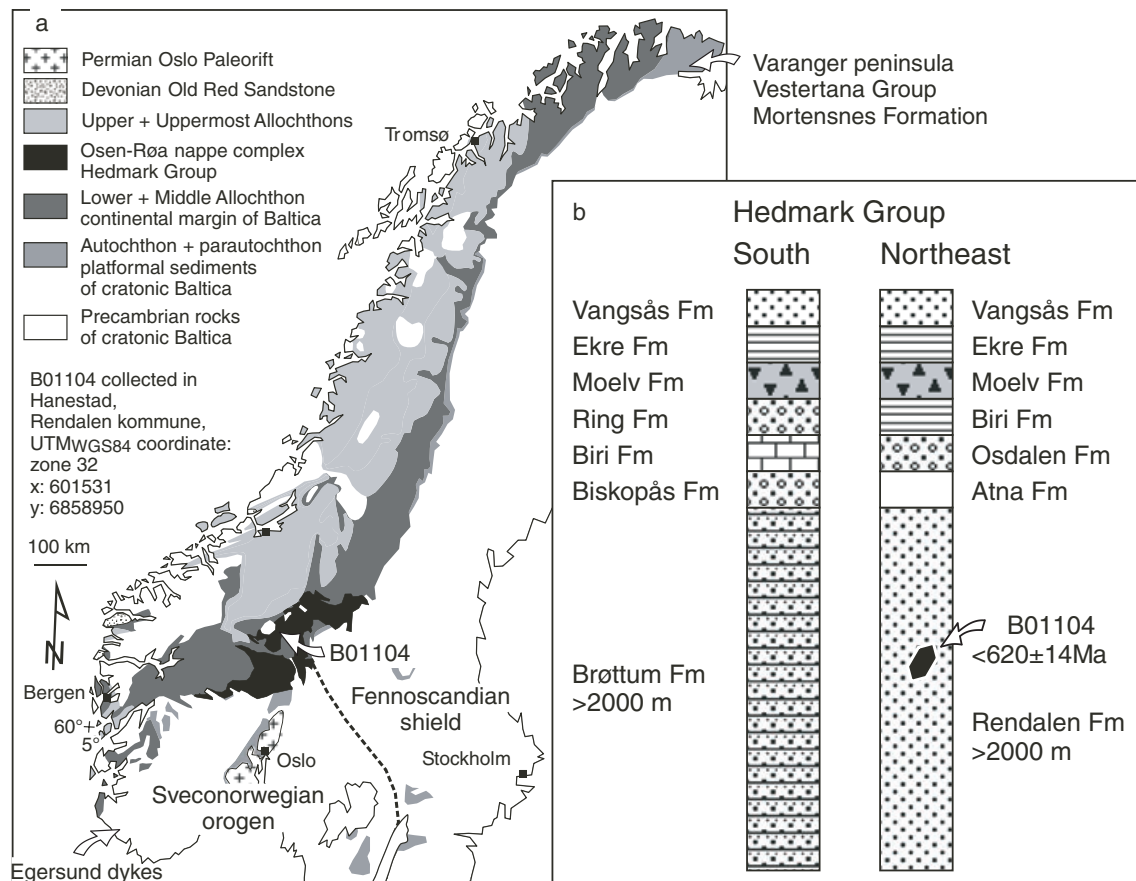 a
Permian Oslo Paleorift
Devonian Old Red Sandstone
Upper + Uppermost Allochthons
Osen-Røa nappe complex
Hedmark Group
Lower + Middle Allochthon
continental margin of Baltica
Autochthon + parautochthon
platformal sediments
of cratonic Baltica
Precambrian rocks
of cratonic Baltica
B01104 collected in
Hanestad,
Rendalen kommune,
UTMWGS84 coordinate:
zone 32
x: 601531
y: 6858950
100 km
N
Tromsø
Varanger peninsula
Vestertana Group
Mortensnes Formation
B01104
Bergen
60°+
5°
Fennoscandian
shield
Oslo
Stockholm
Sveconorwegian
orogen
Egersund dykes
b
Hedmark Group
South
Northeast
Vangsås Fm
Ekre Fm
Moelv Fm
Ring Fm
Biri Fm
Biskopås Fm
Brøttum Fm
>2000 m
Vangsås Fm
Ekre Fm
Moelv Fm
Biri Fm
Osdalen Fm
Atna Fm
B01104
<620±14Ma
Rendalen Fm
>2000 m